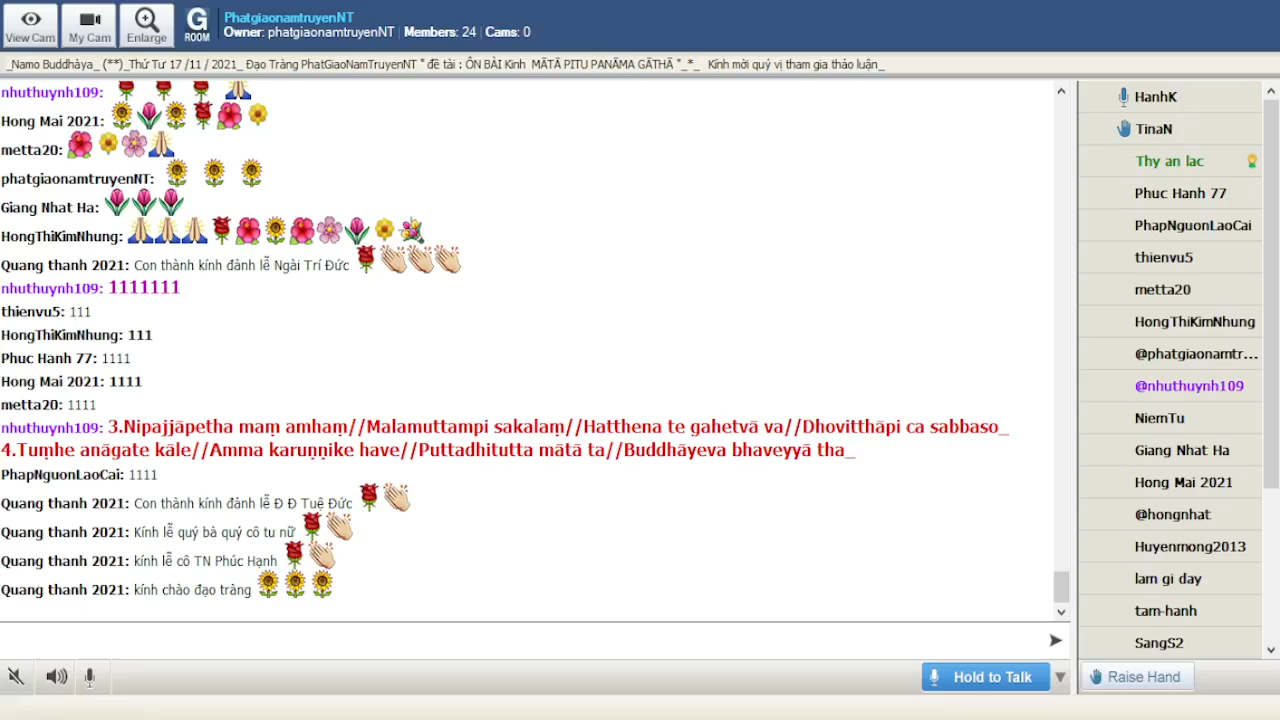 View Cam
My Cam
Enlarge
G
ROOM
PhatgiaonamtruyenNT
Owner: phatgiaonamtruyenNT | Members: 24 | Cams: 0
_Namo Buddhàya_ (**)_Thứ Tư 17 /11 / 2021_ Đạo Tràng PhatGiaoNamTruyenNT " đề tài : ÔN BÀI Kinh MĀTĀ PITU PANĀMA GĀTHĀ "_*_ Kính mời quý vị tham gia thảo luận_
nhuthuynh109:
Hong Mai 2021:
metta20:
phatgiaonamtruyenNT:
Giang Nhat Ha:
HongThiKimNhung:
Quang thanh 2021: Con thành kính đảnh lễ Ngài Trí Đức
nhuthuynh109: 1111111
thienvu5: 111
HongThiKimNhung: 111
Phuc Hanh 77: 1111
Hong Mai 2021: 1111
metta20: 1111
nhuthuynh109: 3.Nipajjāpetha maṃ amhaṃ//Malamuttampi sakalaṃ//Hatthena te gahetvā va//Dhovitthāpi ca sabbaso_
4.Tuṃhe anāgate kāle//Amma karuṇṇike have//Puttadhitutta mātā ta//Buddhāyeva bhaveyyā tha_
PhapNguonLaoCai: 1111
Quang thanh 2021: Con thành kính đảnh lễ Đ Đ Tuệ Đức
Quang thanh 2021: Kính lễ quý bà quý cô tu nữ
Quang thanh 2021: kính lễ cô TN Phúc Hạnh
Quang thanh 2021: kính chào đạo tràng
Hold to Talk
HanhK
TinaN
Thy an lac
Phuc Hanh 77
PhapNguonLaoCai
thienvu5
metta20
HongThiKimNhung
@phatgiaonamtr...
@nhuthuynh109
NiemTu
Giang Nhat Ha
Hong Mai 2021
@hongnhat
Huyenmong2013
lam gi day
tam-hanh
SangS2
Raise Hand